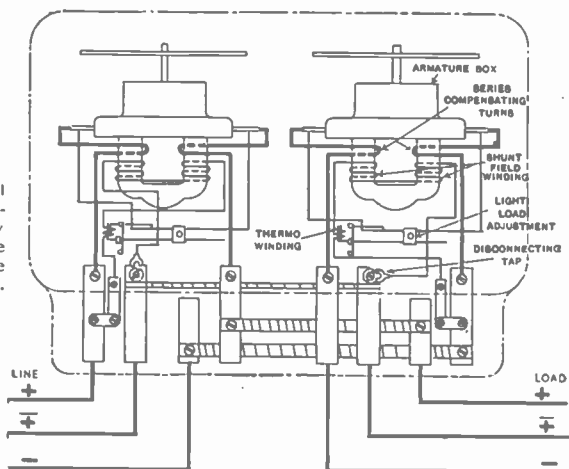 ARMATURE BOX
SERIES
COMPENSATING
TURNS
SHUNT
FIELD
WINDING
LIGHT
LOAD
ADJUSTMENT
THERMO
WINDING
DISCONNECTING
TAP
LINE
+
±
−
LOAD
+
±
−